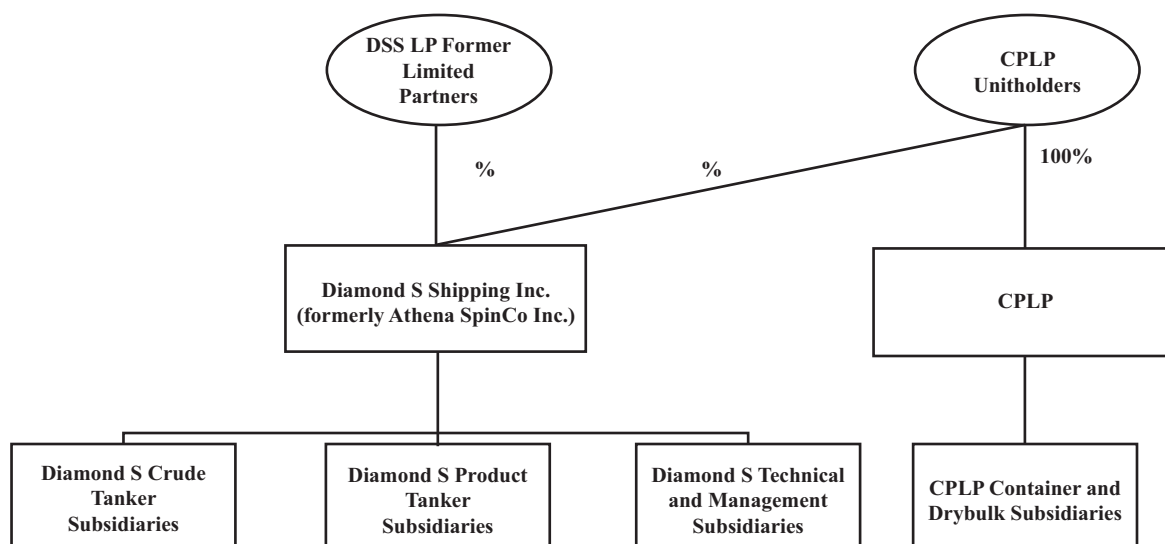 DSS LP Former
Limited
Partners
CPLP
Unitholders
%
%
100%
Diamond S Shipping Inc.
(formerly Athena SpinCo Inc.)
CPLP
Diamond S Crude
Tanker
Subsidiaries
Diamond S Product
Tanker
Subsidiaries
Diamond S Technical
and Management
Subsidiaries
CPLP Container and
Drybulk Subsidiaries